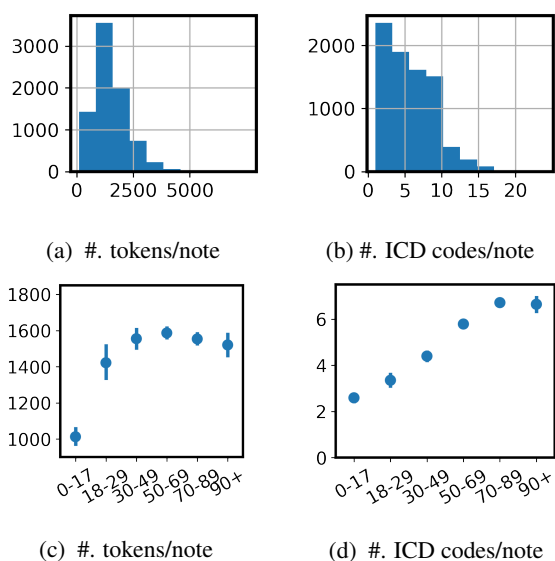 3000
2000
1000
0
0 2500 5000
(a) #. tokens/note
2000
1000
0
0 5 10 15 20
(b) #. ICD codes/note
1800
1600
1400
1200
1000
0-17 18-29 30-49 50-69 70-89 90+
(c) #. tokens/note
6
4
2
0
0-17 18-29 30-49 50-69 70-89 90+
(d) #. ICD codes/note